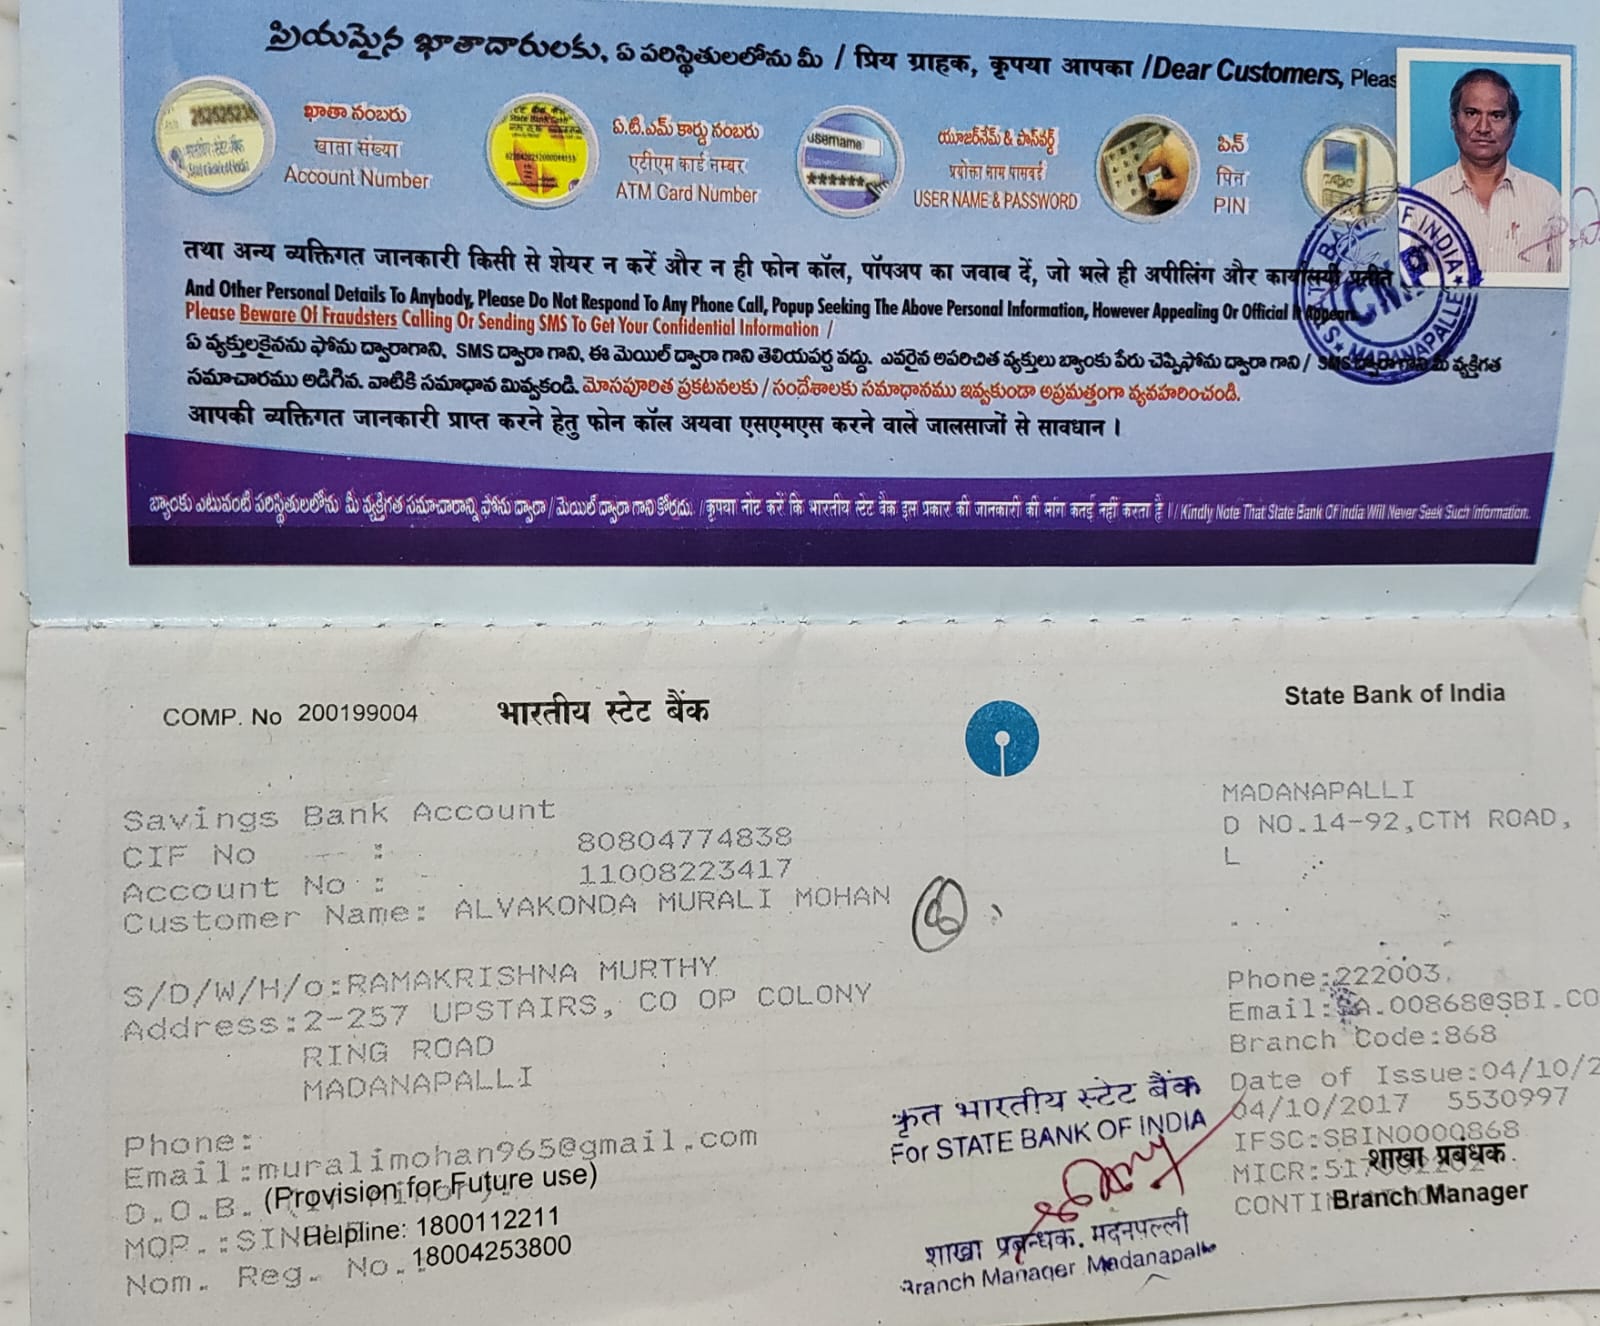 ప్రియమైన ఖాతాదారులకు, ఏ పరిస్థితులలోను మీ / प्रिय ग्राहक, कृपया आपका /Dear Customers, Pleas
ఖాతా నంబరు
खाता संख्या
Account Number
State Bank
ఏ.టి.ఎమ్ కార్డు నంబరు
एटीएम कार्ड नम्बर
ATM Card Number
username
******
యూజర్‌నేమ్ & పాస్‌వర్డ్
प्रयोक्ता नाम पासवर्ड
USER NAME & PASSWORD
పిన్
पिन
PIN
OF INDIA
CMP
MADANAPALLE
तथा अन्य व्यक्तिगत जानकारी किसी से शेयर न करें और न ही फोन कॉल, पॉपअप का जवाब दें, जो भले ही अपीलिंग और कार्यालयी प्रतीत
And Other Personal Details To Anybody, Please Do Not Respond To Any Phone Call, Popup Seeking The Above Personal Information, However Appealing Or Official It Appears
Please Beware Of Fraudsters Calling Or Sending SMS To Get Your Confidential Information /
ఏ వ్యక్తులకైనను ఫోను ద్వారాగాని, SMS ద్వారా గాని, ఈ మెయిల్ ద్వారా గాని తెలియపర్చ వద్దు. ఎవరైన అపరిచిత వ్యక్తులు బ్యాంకు పేరు చెప్పిఫోను ద్వారా గాని / SMS ద్వారాగాని మీ వ్యక్తిగత
సమాచారము అడిగిన. వాటికి సమాధాన మివ్వకండి. మోసపూరిత ప్రకటనలకు / సందేశాలకు సమాధానము ఇవ్వకుండా అప్రమత్తంగా వ్యవహరించండి.
आपकी व्यक्तिगत जानकारी प्राप्त करने हेतु फोन कॉल अयवा एसएमएस करने वाले जालसाजों से सावधान।
బ్యాంకు ఎటువంటి పరిస్థితులలోను మీ వ్యక్తిగత సమాచారాన్ని ఫోను ద్వారా / మెయిల్ ద్వారా గాని కోరదు. / कृपया नोट करें कि भारतीय स्टेट बैंक इस प्रकार की जानकारी की मांग कतई नहीं करता है। / Kindly Note That State Bank Of India Will Never Seek Such Information.
COMP. No 200199004
भारतीय स्टेट बैंक
State Bank of India
Savings Bank Account
CIF No : 80804774838
Account No : 11008223417
Customer Name: ALVAKONDA MURALI MOHAN
S/D/W/H/o:RAMAKRISHNA MURTHY
Address:2-257 UPSTAIRS, CO OP COLONY
RING ROAD
MADANAPALLI
Phone:
Email:muralimohan965@gmail.com
D.O.B. (Provision for Future use)
MOP.:SIN Helpline: 1800112211
Nom. Reg. No. 18004253800
MADANAPALLI
D NO.14-92,CTM ROAD,
L
Phone:222003
Email: A.00868@SBI.CO
Branch Code:868
Date of Issue:04/10/2
04/10/2017 5530997
IFSC:SBIN0000868
MICR:517
शाखा प्रबंधक
CONTIN
Branch Manager
कृते भारतीय स्टेट बैंक
For STATE BANK OF INDIA
शाखा प्रबन्धक. मदनपल्ली
Branch Manager Madanapalle